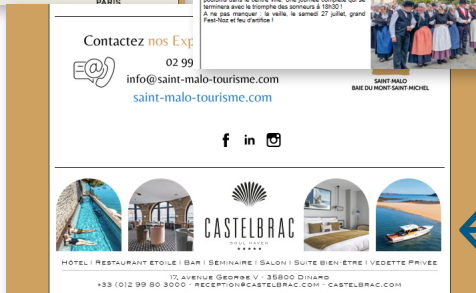 PARIS
terminera avec le triomphe des sonneurs à 18h30 !
A ne pas manquer : la veille, le samedi 27 juillet, grand
Fest-Noz et feu d'artifice !
Contactez nos Exp
02 99
info@saint-malo-tourisme.com
saint-malo-tourisme.com
SAINT-MALO
BAIE DU MONT-SAINT-MICHEL
f in
CASTELBRAC
SOUL HAVEN
HÔTEL | RESTAURANT ÉTOILÉ | BAR | SÉMINAIRE | SALON | SUITE BIEN-ÊTRE | VEDETTE PRIVÉE
17, AVENUE GEORGE V - 35800 DINARD
+33 (0)2 99 80 3000 - RECEPTION@CASTELBRAC.COM - CASTELBRAC.COM